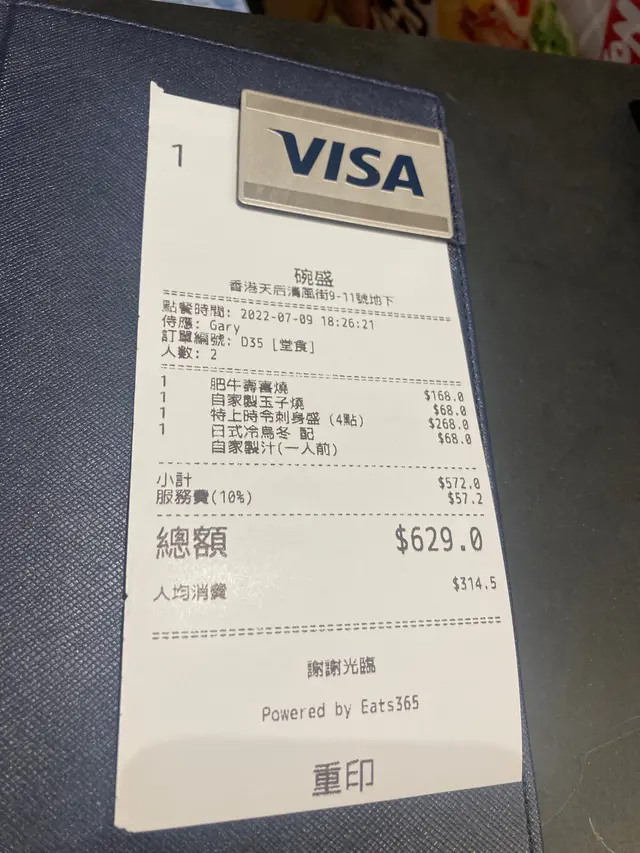 VISA
1
碗盛
香港天后清風街9-11號地下
點餐時間: 2022-07-09 18:26:21
侍應: Gary
訂單編號: D35 [堂食]
人數: 2
1 肥牛壽喜燒 $168.0
1 自家製玉子燒 $68.0
1 特上時令刺身盛 (4點) $268.0
1 日式冷烏冬 配 $68.0
自家製汁(一人前)
小計 $572.0
服務費(10%) $57.2
總額 $629.0
人均消費 $314.5
謝謝光臨
Powered by Eats365
重印